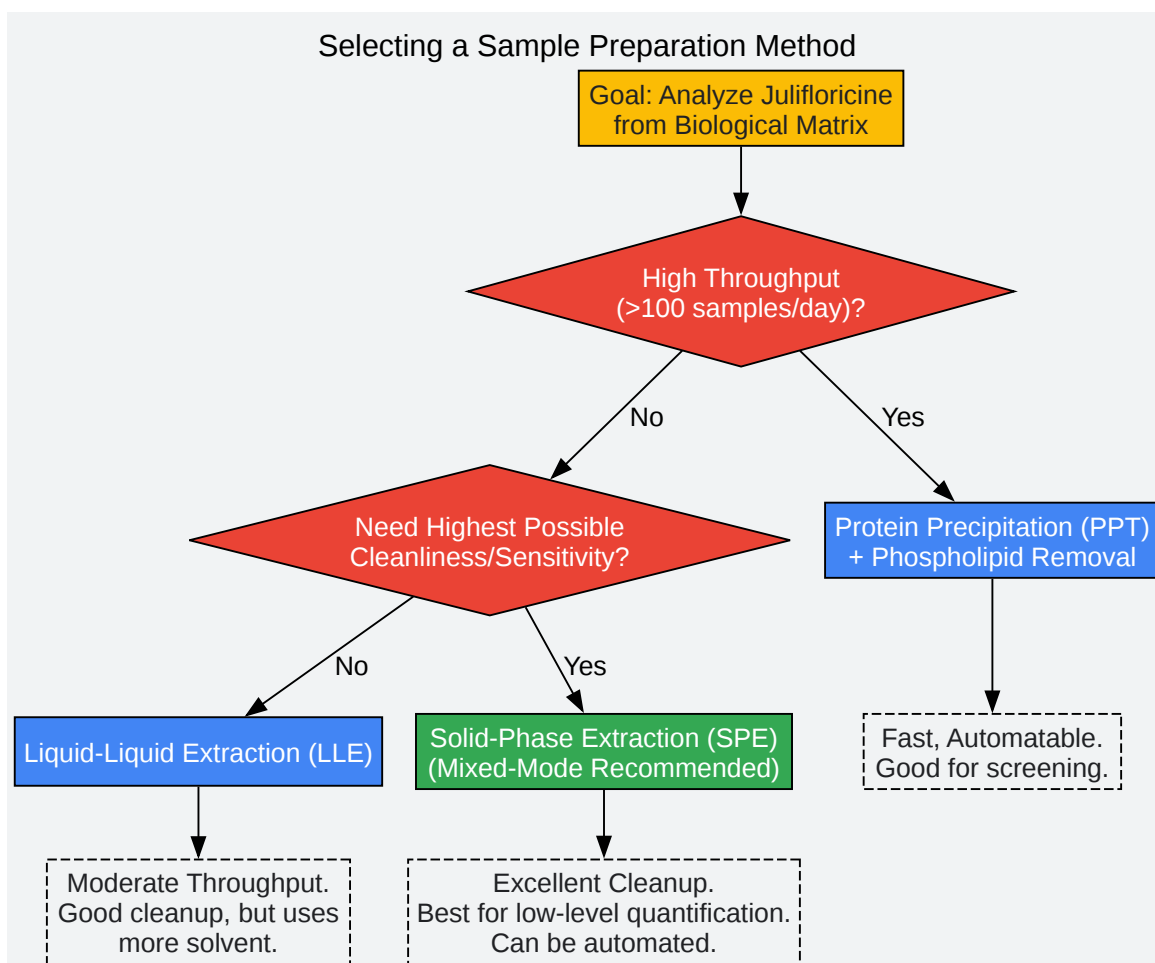 Selecting a Sample Preparation Method
Goal: Analyze Julifloricine
from Biological Matrix
High Throughput
(>100 samples/day)?
No
Yes
Need Highest Possible
Cleanliness/Sensitivity?
Protein Precipitation (PPT)
+ Phospholipid Removal
No
Yes
Liquid-Liquid Extraction (LLE)
Solid-Phase Extraction (SPE)
(Mixed-Mode Recommended)
Fast, Automatable.
Good for screening.
Moderate Throughput.
Good cleanup, but uses
more solvent.
Excellent Cleanup.
Best for low-level quantification.
Can be automated.